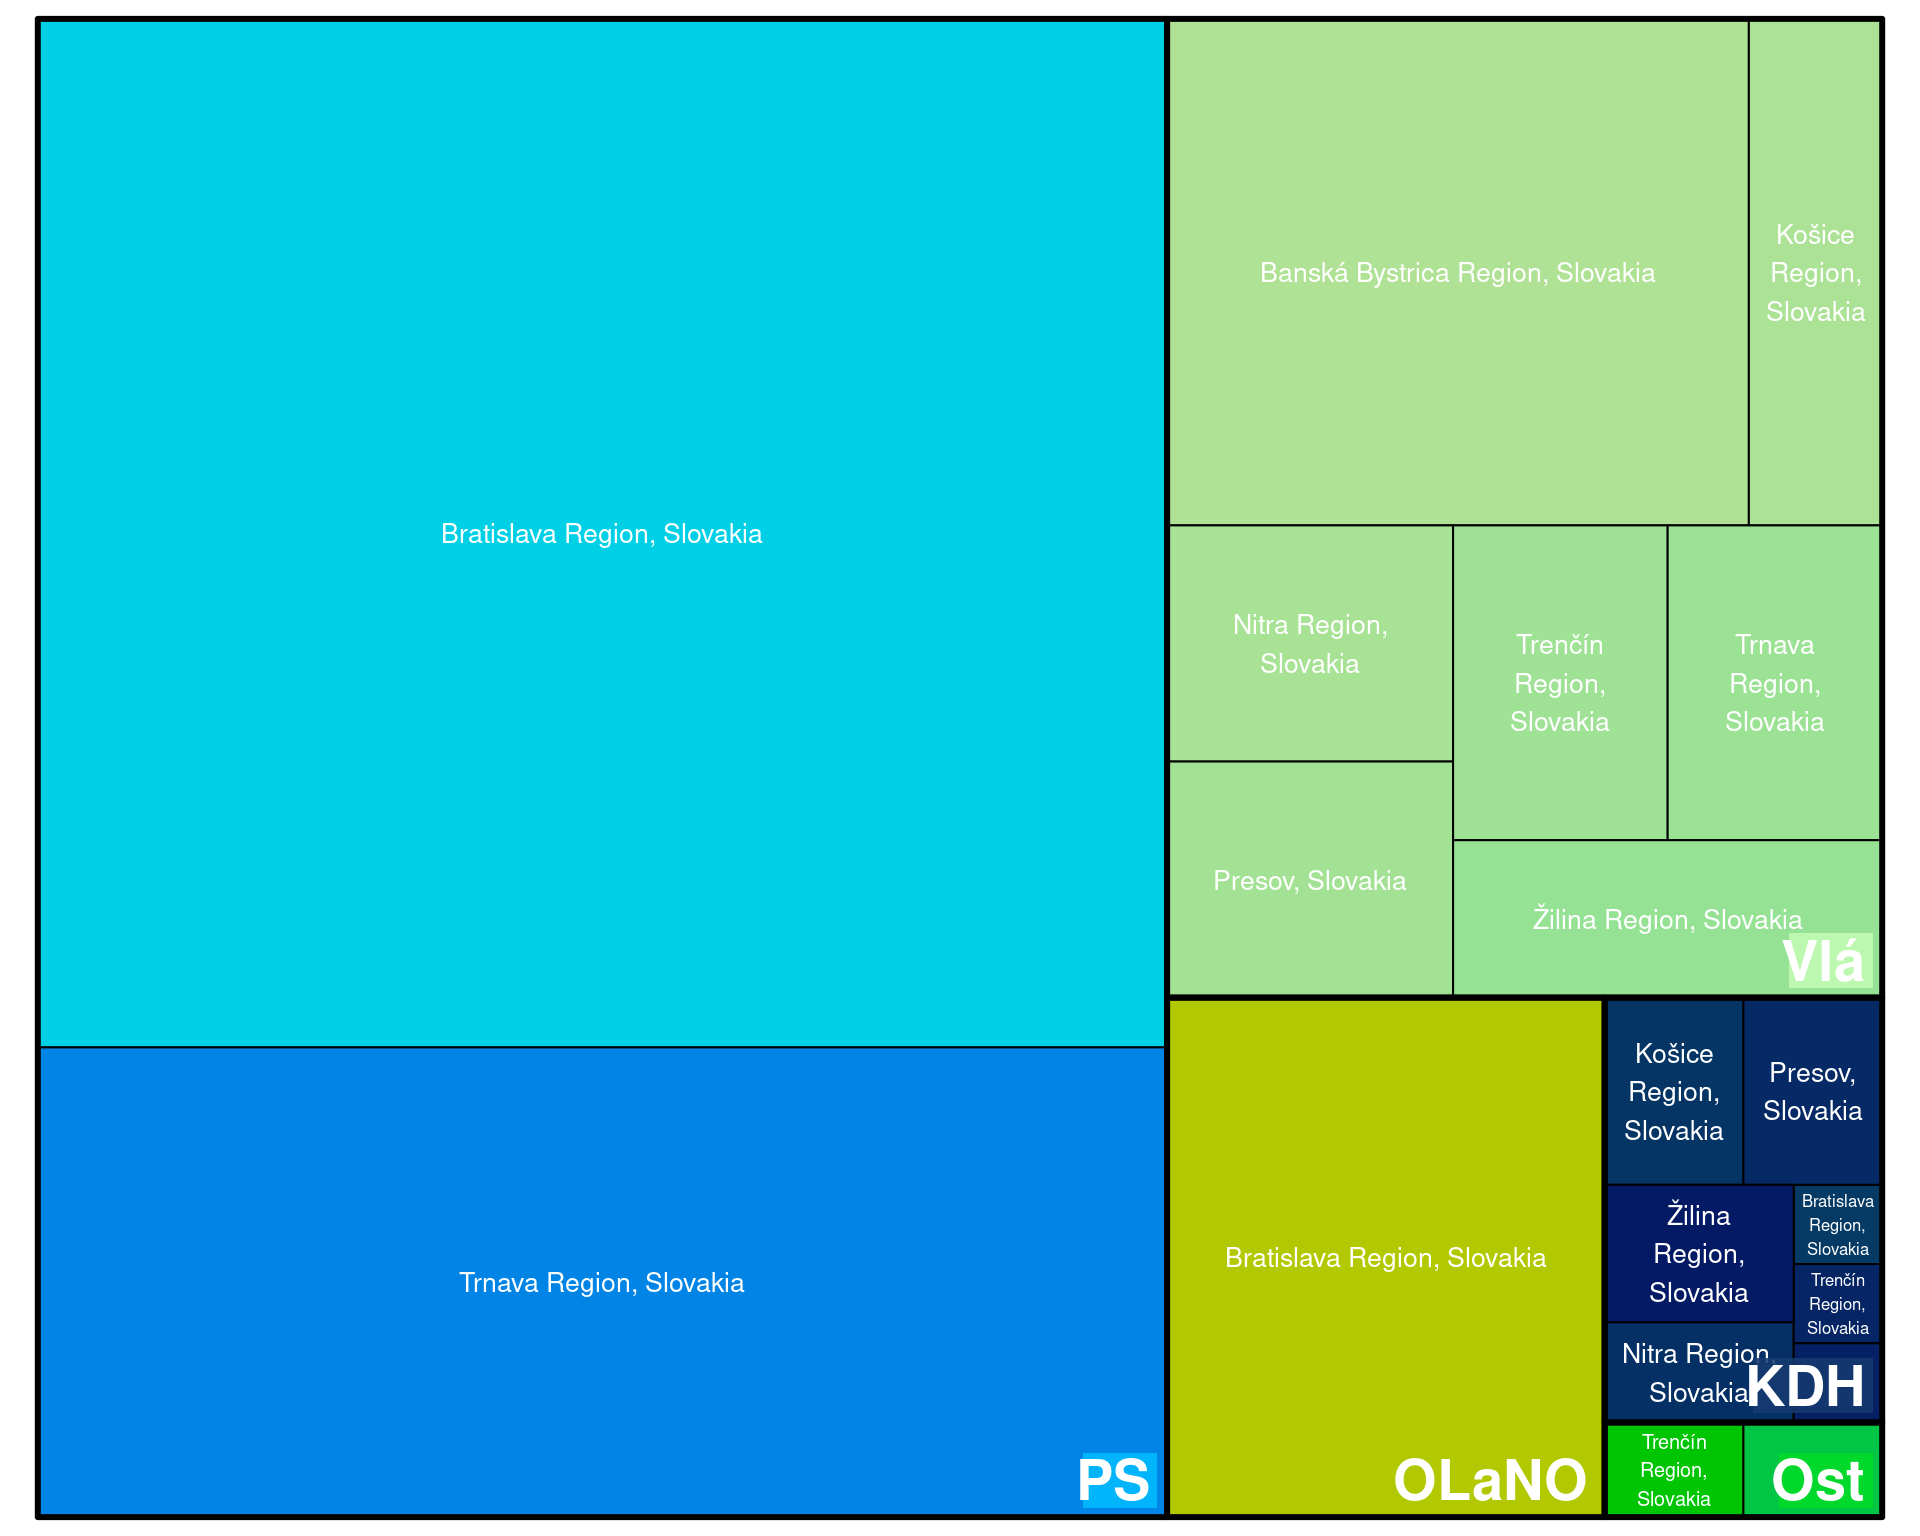 Bratislava Region, Slovakia
Trnava Region, Slovakia
PS
Banská Bystrica Region, Slovakia
Košice
Region,
Slovakia
Nitra Region,
Slovakia
Trenčín
Region,
Slovakia
Trnava
Region,
Slovakia
Presov, Slovakia
Žilina Region, Slovakia
Vlá
Bratislava Region, Slovakia
OLaNO
Košice
Region,
Slovakia
Presov,
Slovakia
Žilina
Region,
Slovakia
Bratislava
Region,
Slovakia
Trenčín
Region,
Slovakia
Nitra Region,
Slovakia
KDH
Trenčín
Region,
Slovakia
Ost